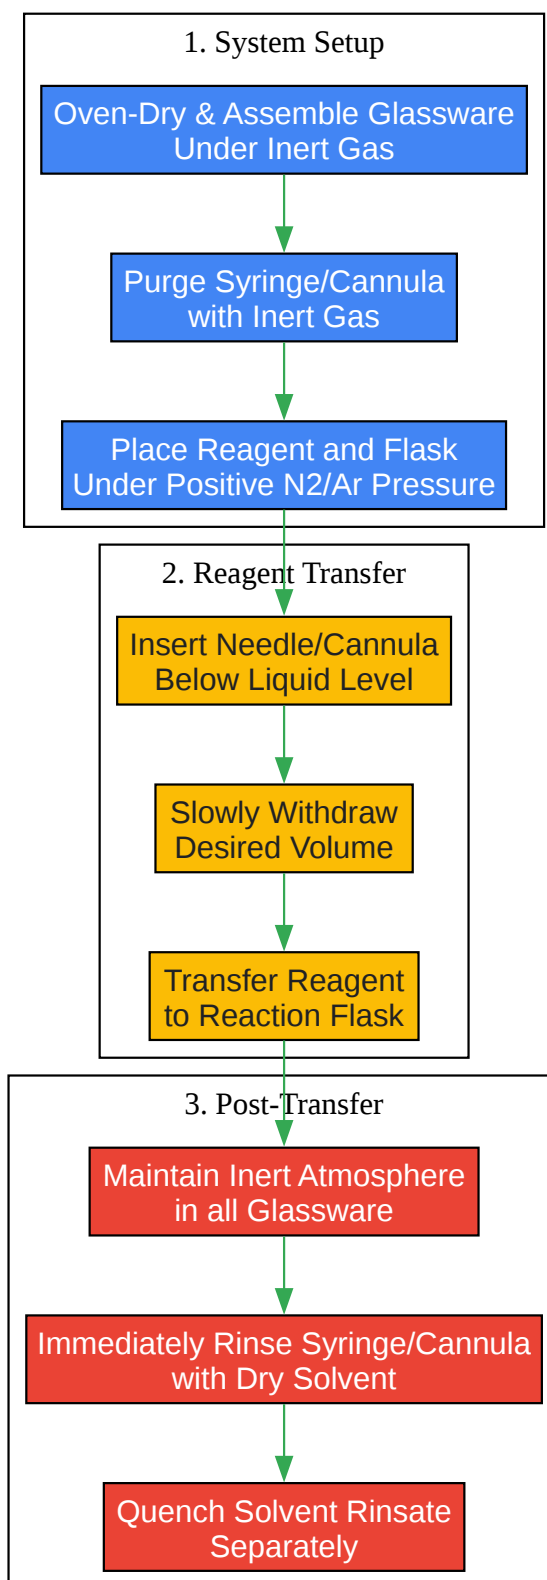 1. System Setup
Oven-Dry & Assemble Glassware
Under Inert Gas
Purge Syringe/Cannula
with Inert Gas
Place Reagent and Flask
Under Positive N2/Ar Pressure
2. Reagent Transfer
Insert Needle/Cannula
Below Liquid Level
Slowly Withdraw
Desired Volume
Transfer Reagent
to Reaction Flask
3. Post-Transfer
Maintain Inert Atmosphere
in all Glassware
Immediately Rinse Syringe/Cannula
with Dry Solvent
Quench Solvent Rinsate
Separately